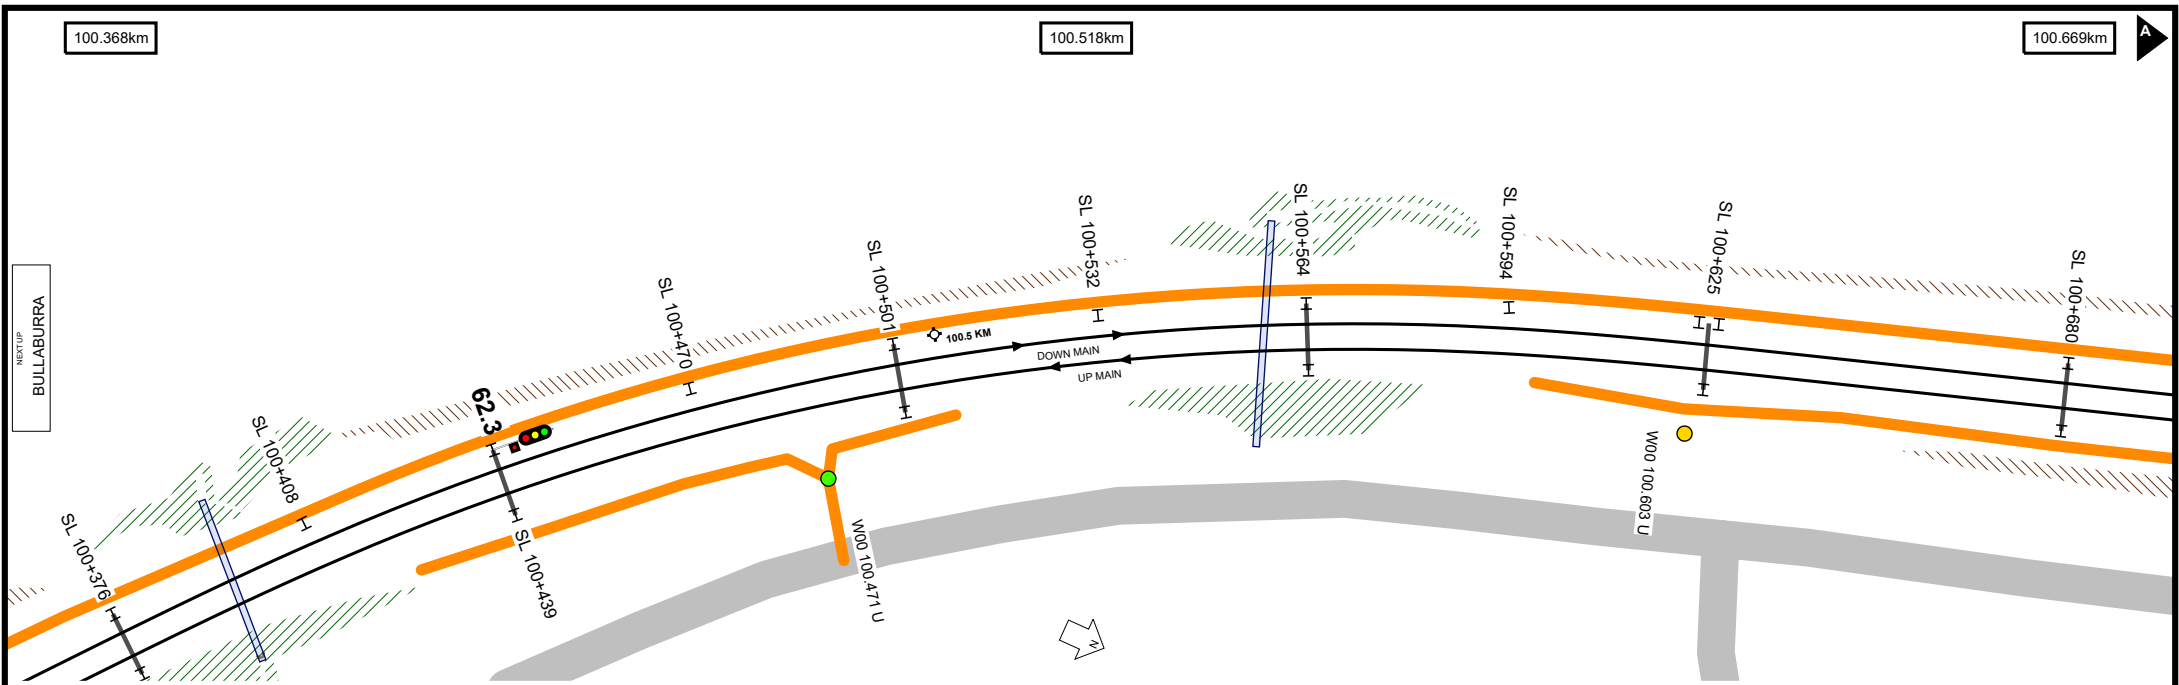 100.368km
100.518km
100.669km
A
NEXT UP
BULLABURRA
SL 100+376
SL 100+408
62.3
SL 100+439
SL 100+470
SL 100+501
100.5 KM
DOWN MAIN
UP MAIN
SL 100+532
SL 100+564
SL 100+594
SL 100+625
SL 100+680
W00 100.471 U
W00 100.603 U
N